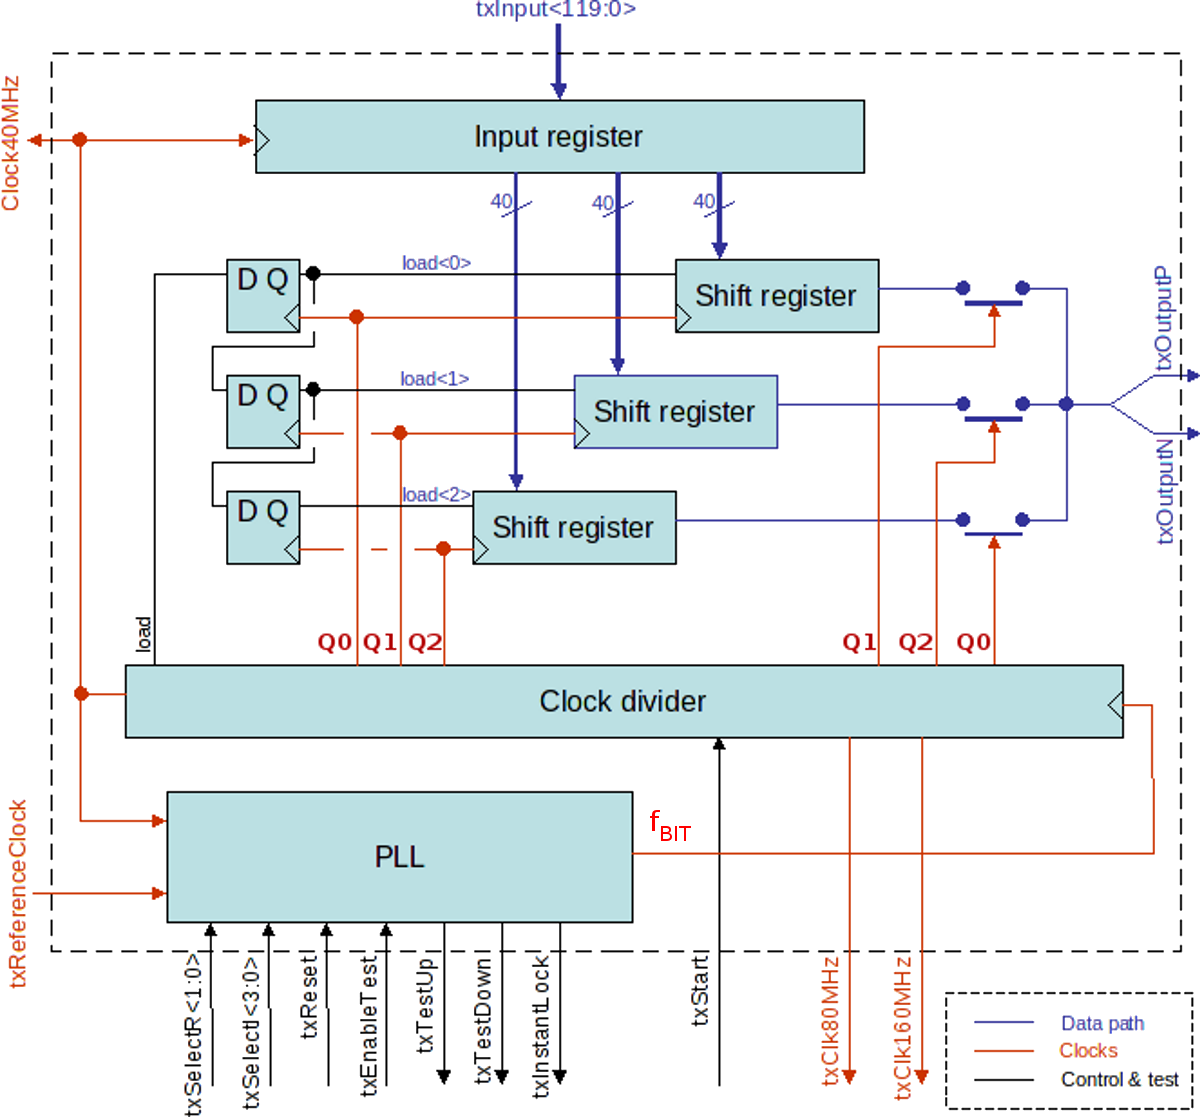 txInput<119:0>
Clock40MHz
Input register
40
40
40
D Q
load<0>
Shift register
txOutputP
D Q
load<1>
Shift register
D Q
load<2>
Shift register
txOutputN
load
Q0
Q1
Q2
Q1
Q2
Q0
Clock divider
PLL
fBIT
txReferenceClock
txSelectR<1:0>
txSelectI<3:0>
txReset
txEnableTest
txTestUp
txTestDown
txInstantLock
txStart
txClk80MHz
txClk160MHz
Data path
Clocks
Control & test